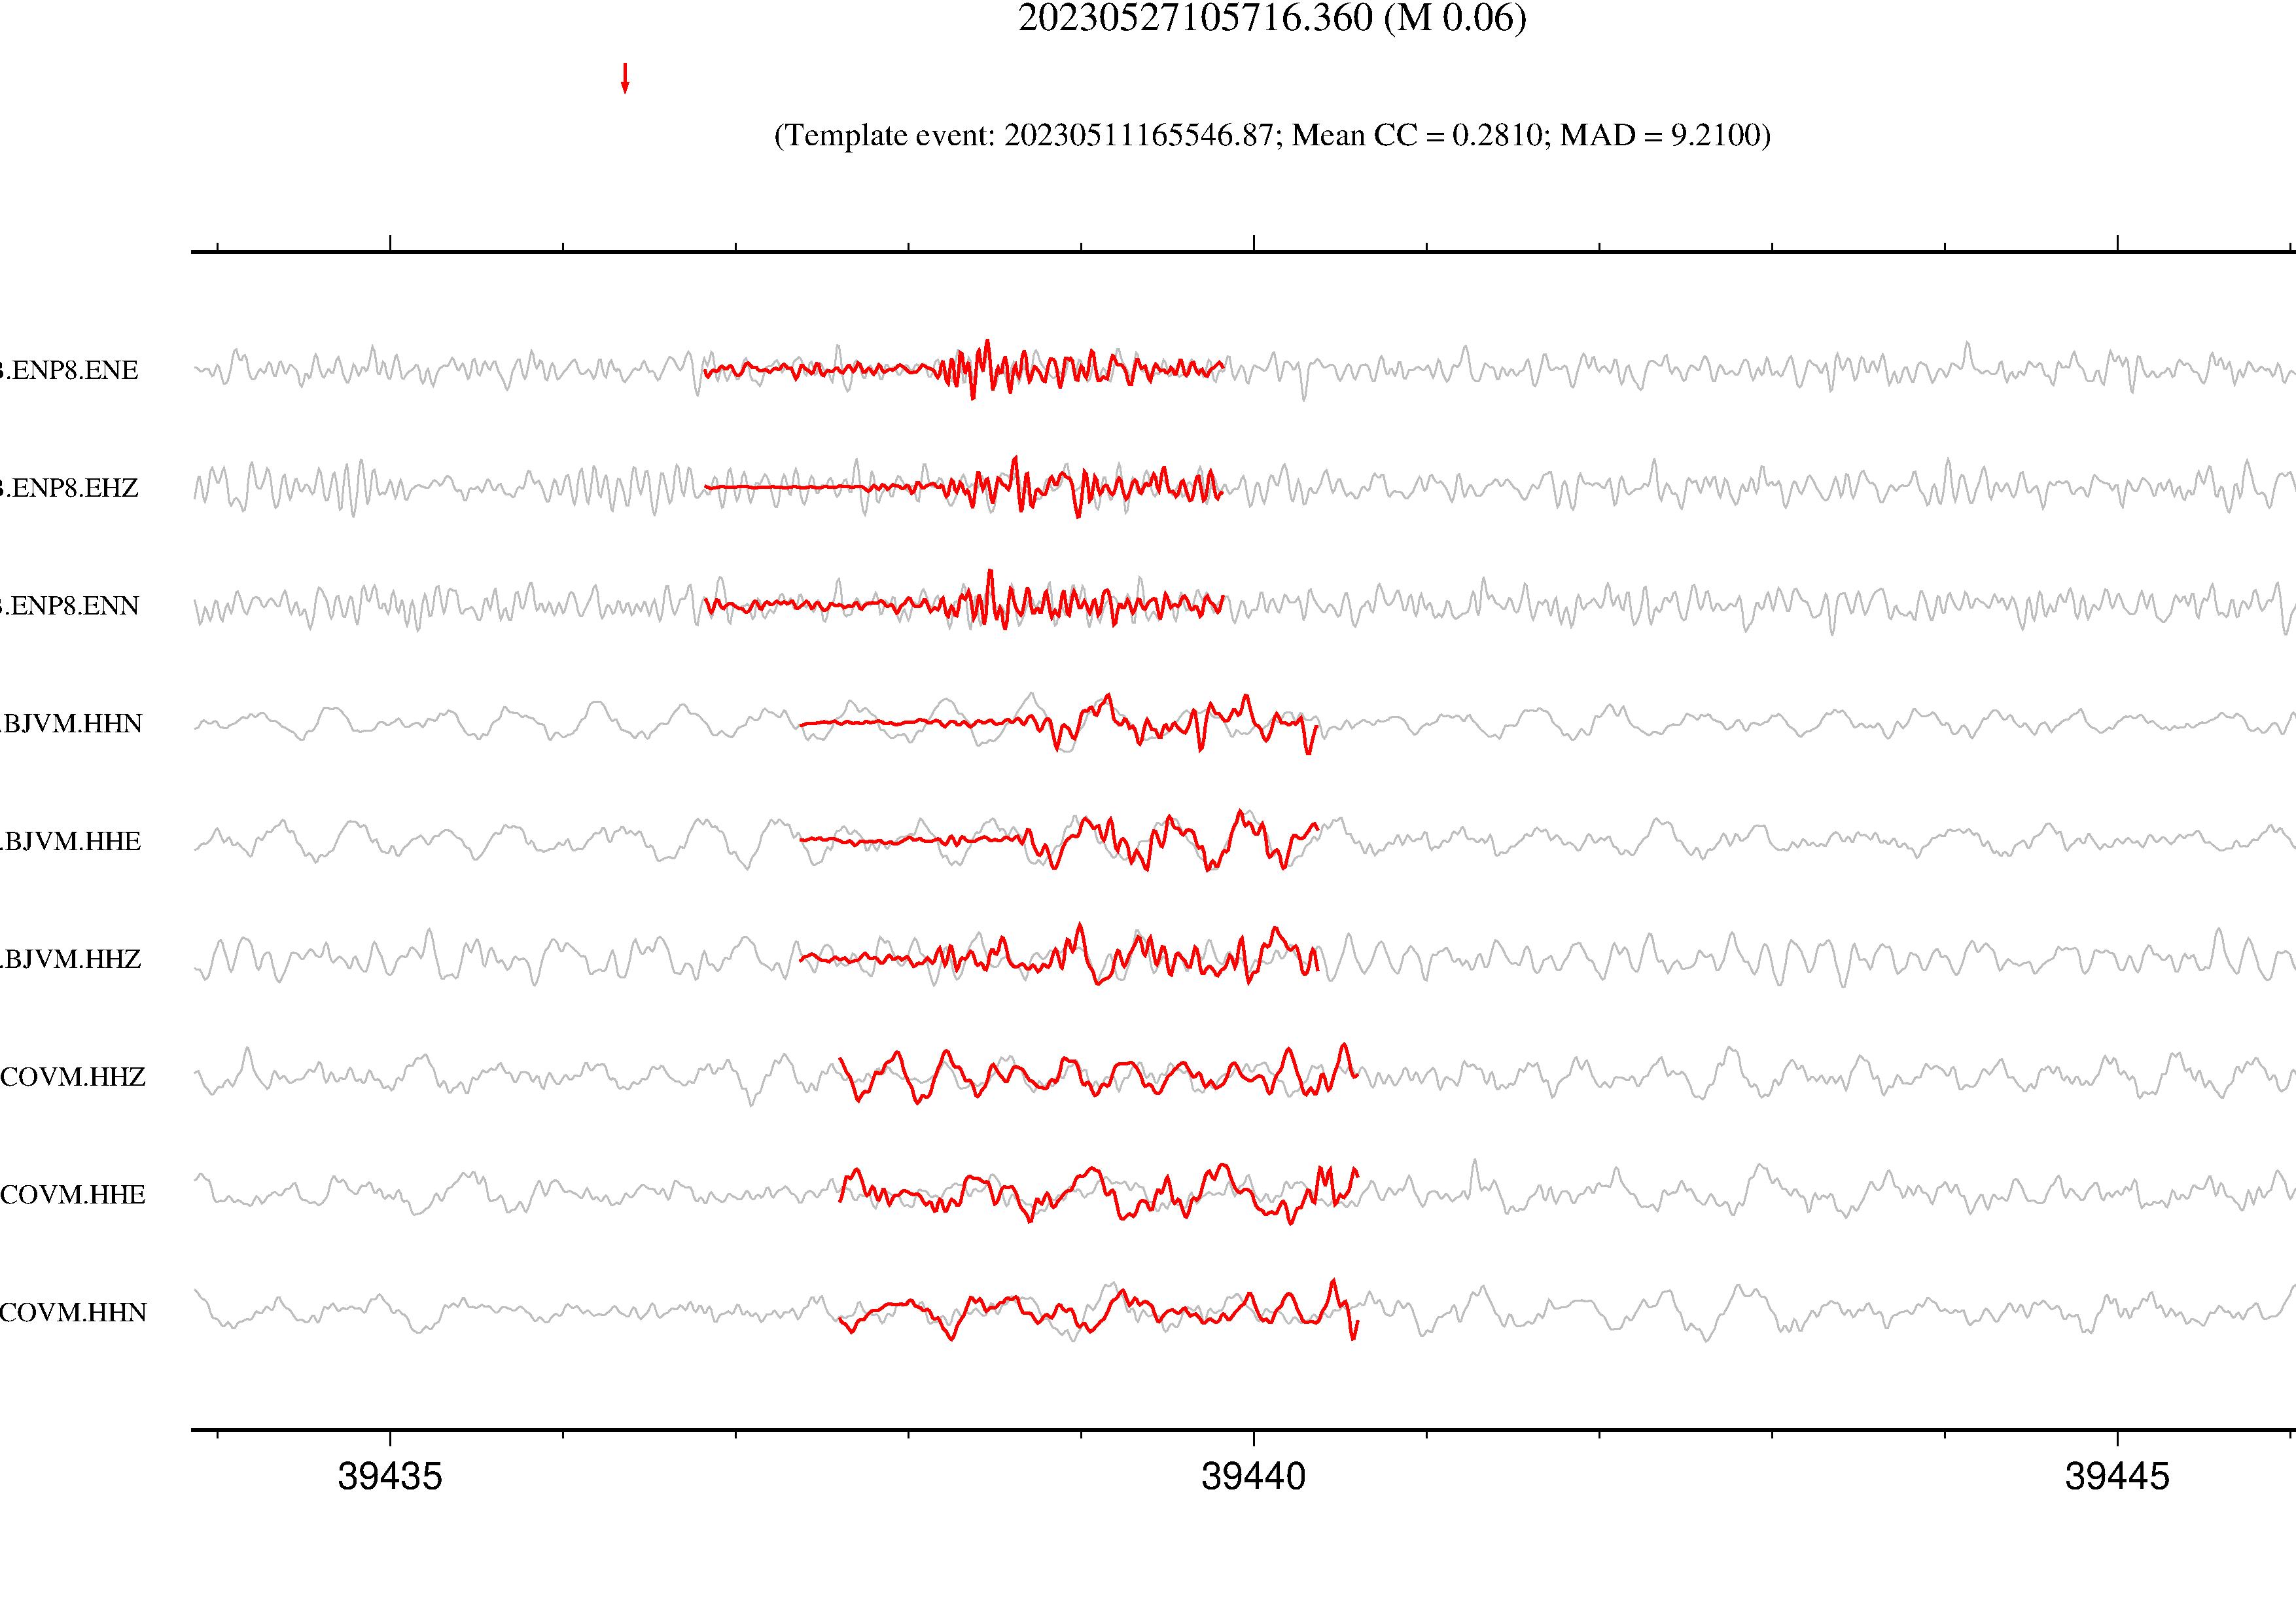 20230527105716.360 (M 0.06)
(Template event: 20230511165546.87; Mean CC = 0.2810; MAD = 9.2100)
.ENP8.ENE
.ENP8.EHZ
.ENP8.ENN
.BJVM.HHN
.BJVM.HHE
.BJVM.HHZ
COVM.HHZ
COVM.HHE
COVM.HHN
39435 39440 39445